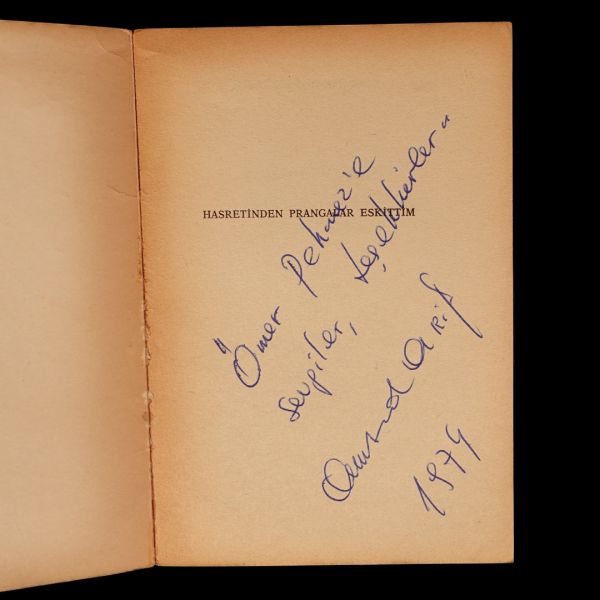 HASRETİNDEN PRANGALAR ESKİTTİM
"Ömer Pekmez'e
sevgiler, teşekkürler"
Ahmed Arif
1979